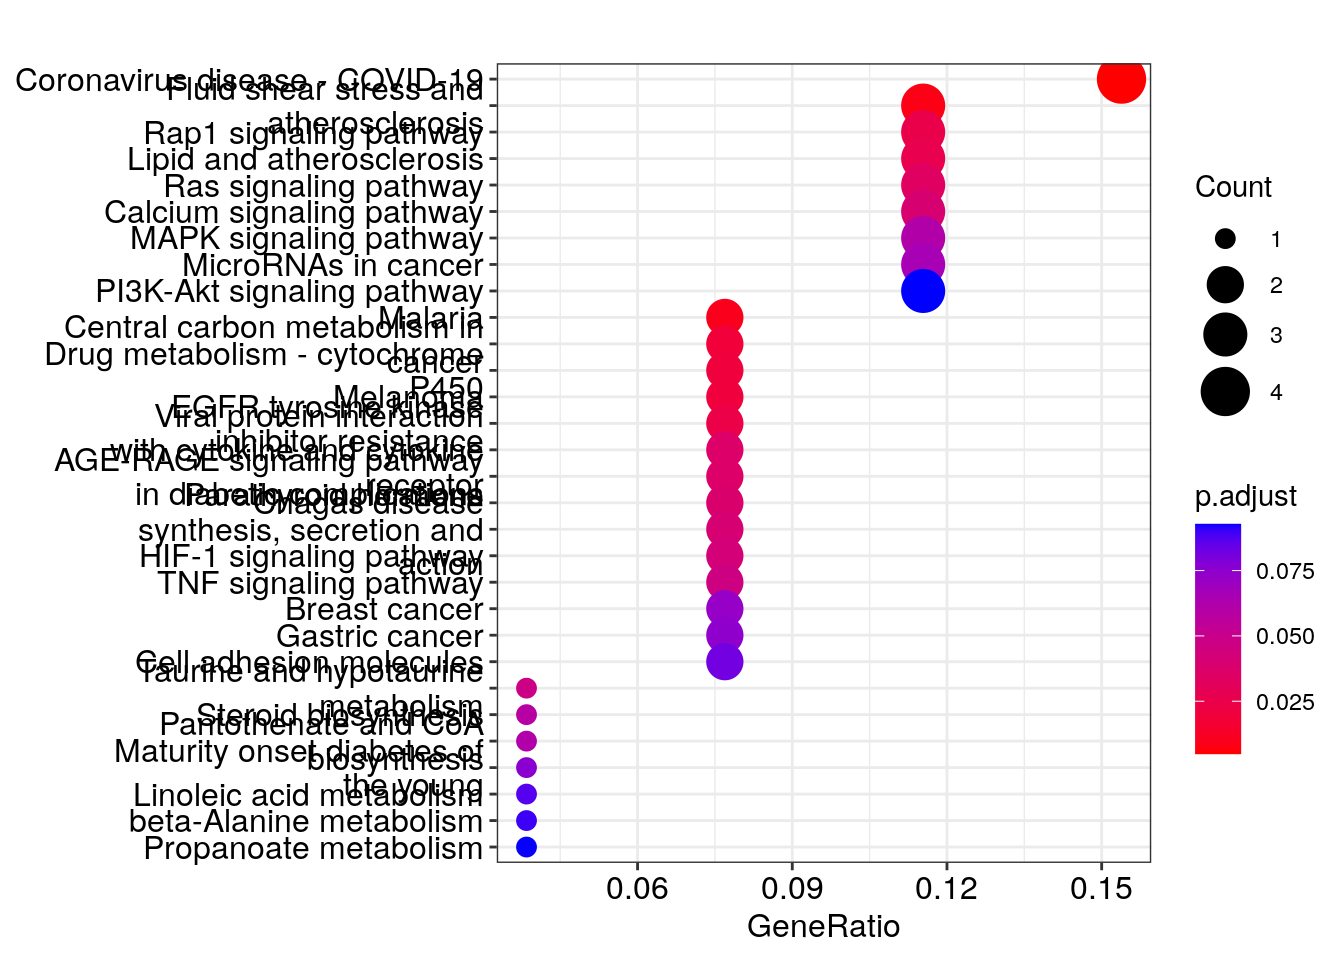 Coronavirus disease - COVID-19
Fluid shear stress and
atherosclerosis
Rap1 signaling pathway
Lipid and atherosclerosis
Ras signaling pathway
Calcium signaling pathway
MAPK signaling pathway
MicroRNAs in cancer
PI3K-Akt signaling pathway
Malaria
Central carbon metabolism in
cancer
Drug metabolism - cytochrome
P450
Melanoma
EGFR tyrosine kinase
inhibitor resistance
Viral protein interaction
with cytokine and cytokine
receptor
AGE-RAGE signaling pathway
in diabetic complications
Chagas disease
Parathyroid hormone
synthesis, secretion and
action
HIF-1 signaling pathway
TNF signaling pathway
Breast cancer
Gastric cancer
Cell adhesion molecules
Taurine and hypotaurine
metabolism
Steroid biosynthesis
Pantothenate and CoA
biosynthesis
Maturity onset diabetes of
the young
Linoleic acid metabolism
beta-Alanine metabolism
Propanoate metabolism
0.06 0.09 0.12 0.15
GeneRatio
Count
1
2
3
4
p.adjust
0.075
0.050
0.025